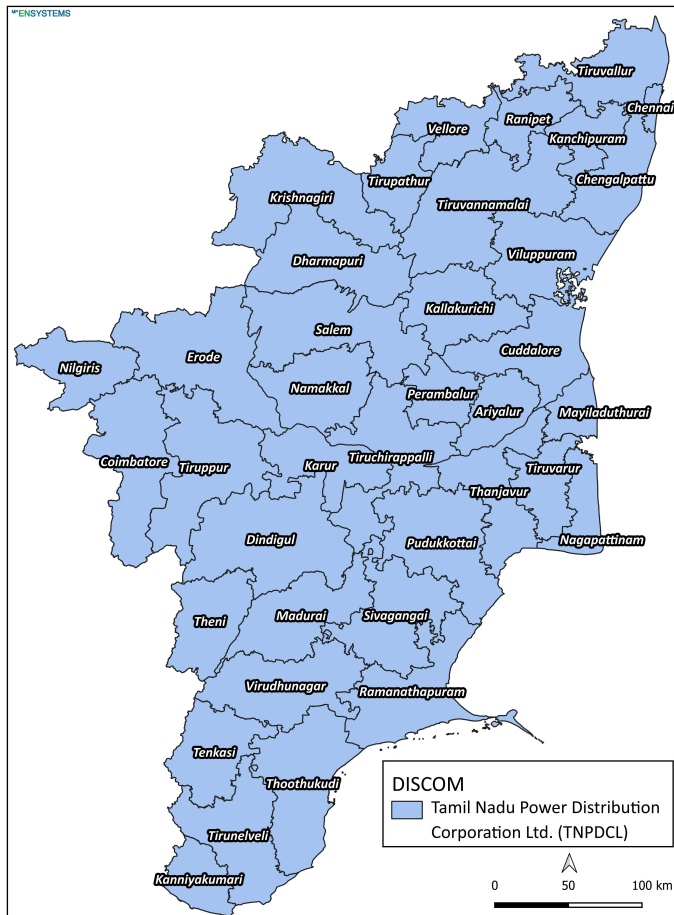 MP ENSYSTEMS
Tiruvallur
Chennai
Ranipet
Vellore
Kanchipuram
Tirupathur
Chengalpattu
Krishnagiri
Tiruvannamalai
Viluppuram
Dharmapuri
Kallakurichi
Salem
Cuddalore
Erode
Nilgiris
Namakkal
Perambalur
Ariyalur
Mayiladuthurai
Tiruchirappalli
Coimbatore
Tiruppur
Karur
Tiruvarur
Thanjavur
Dindigul
Pudukkottai
Nagapattinam
Theni
Madurai
Sivagangai
Virudhunagar
Ramanathapuram
Tenkasi
Thoothukudi
Tirunelveli
Kanniyakumari
DISCOM
Tamil Nadu Power Distribution
Corporation Ltd. (TNPDCL)
0 50 100 km